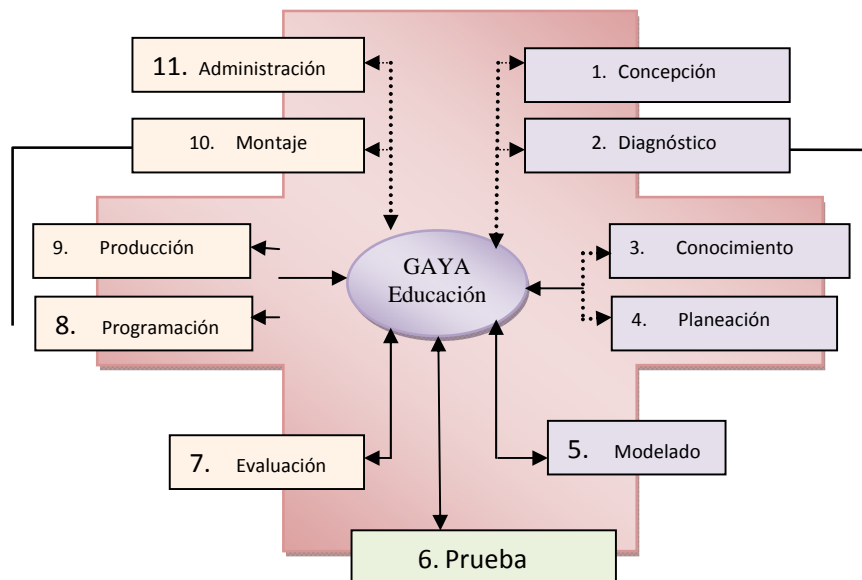 11. Administración
1. Concepción
10. Montaje
2. Diagnóstico
9. Producción
GAYA
Educación
3. Conocimiento
8. Programación
4. Planeación
7. Evaluación
5. Modelado
6. Prueba